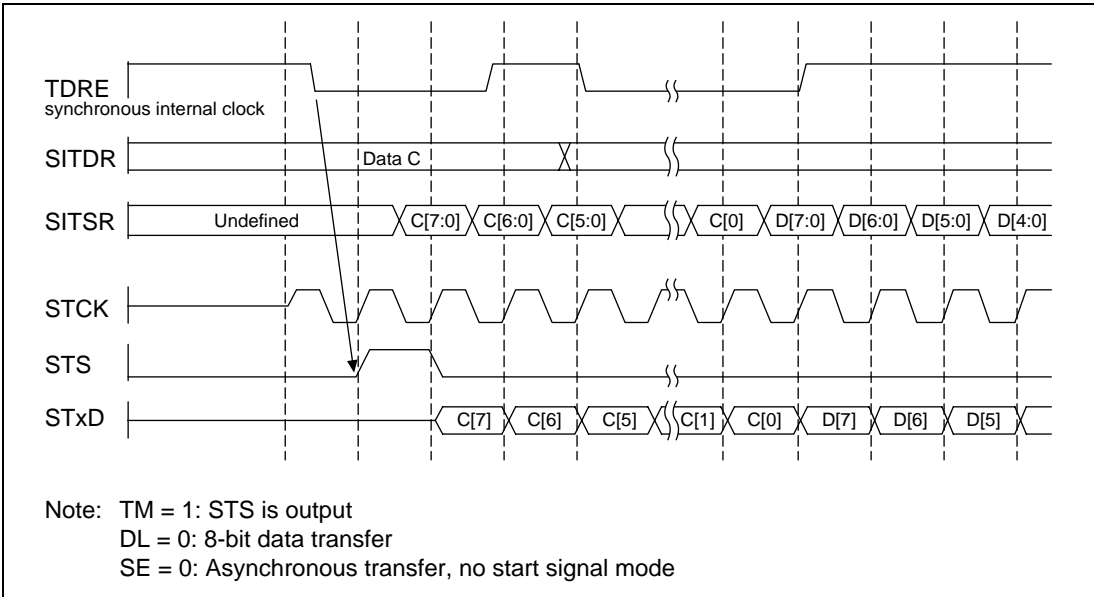 TDRE
synchronous internal clock
SITDR
Data C
SITSR
Undefined C[7:0] C[6:0] C[5:0] C[0] D[7:0] D[6:0] D[5:0] D[4:0]
STCK
STS
STxD
C[7] C[6] C[5] C[1] C[0] D[7] D[6] D[5]
Note: TM = 1: STS is output
DL = 0: 8-bit data transfer
SE = 0: Asynchronous transfer, no start signal mode